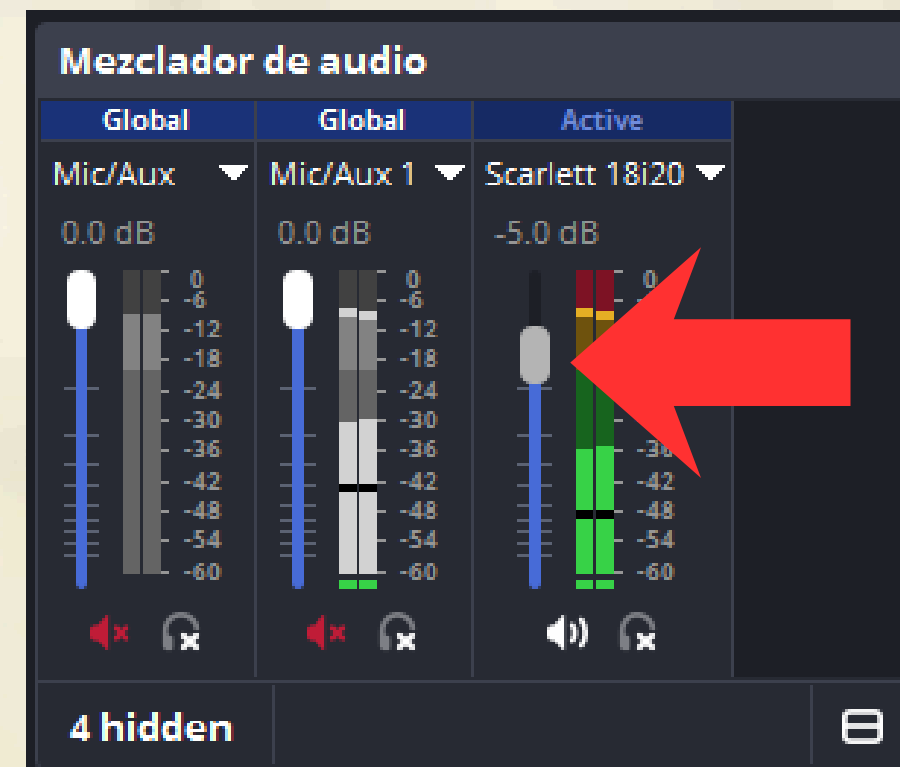 Mezclador de audio
Global Global Active
Mic/Aux Mic/Aux 1 Scarlett 18i20
0.0 dB 0.0 dB -5.0 dB
0 0 0
-6 -6
-12 -12
-18 -18
-24 -24
-30 -30
-36 -36
-42 -42 -42
-48 -48 -48
-54 -54 -54
-60 -60 -60
4 hidden